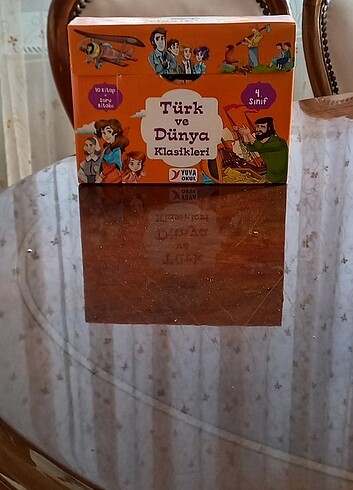 10 Kitap
+
Soru
Kitabı
4.
Sınıf
Türk
ve
Dünya
Klasikleri
YUVA
OKUL